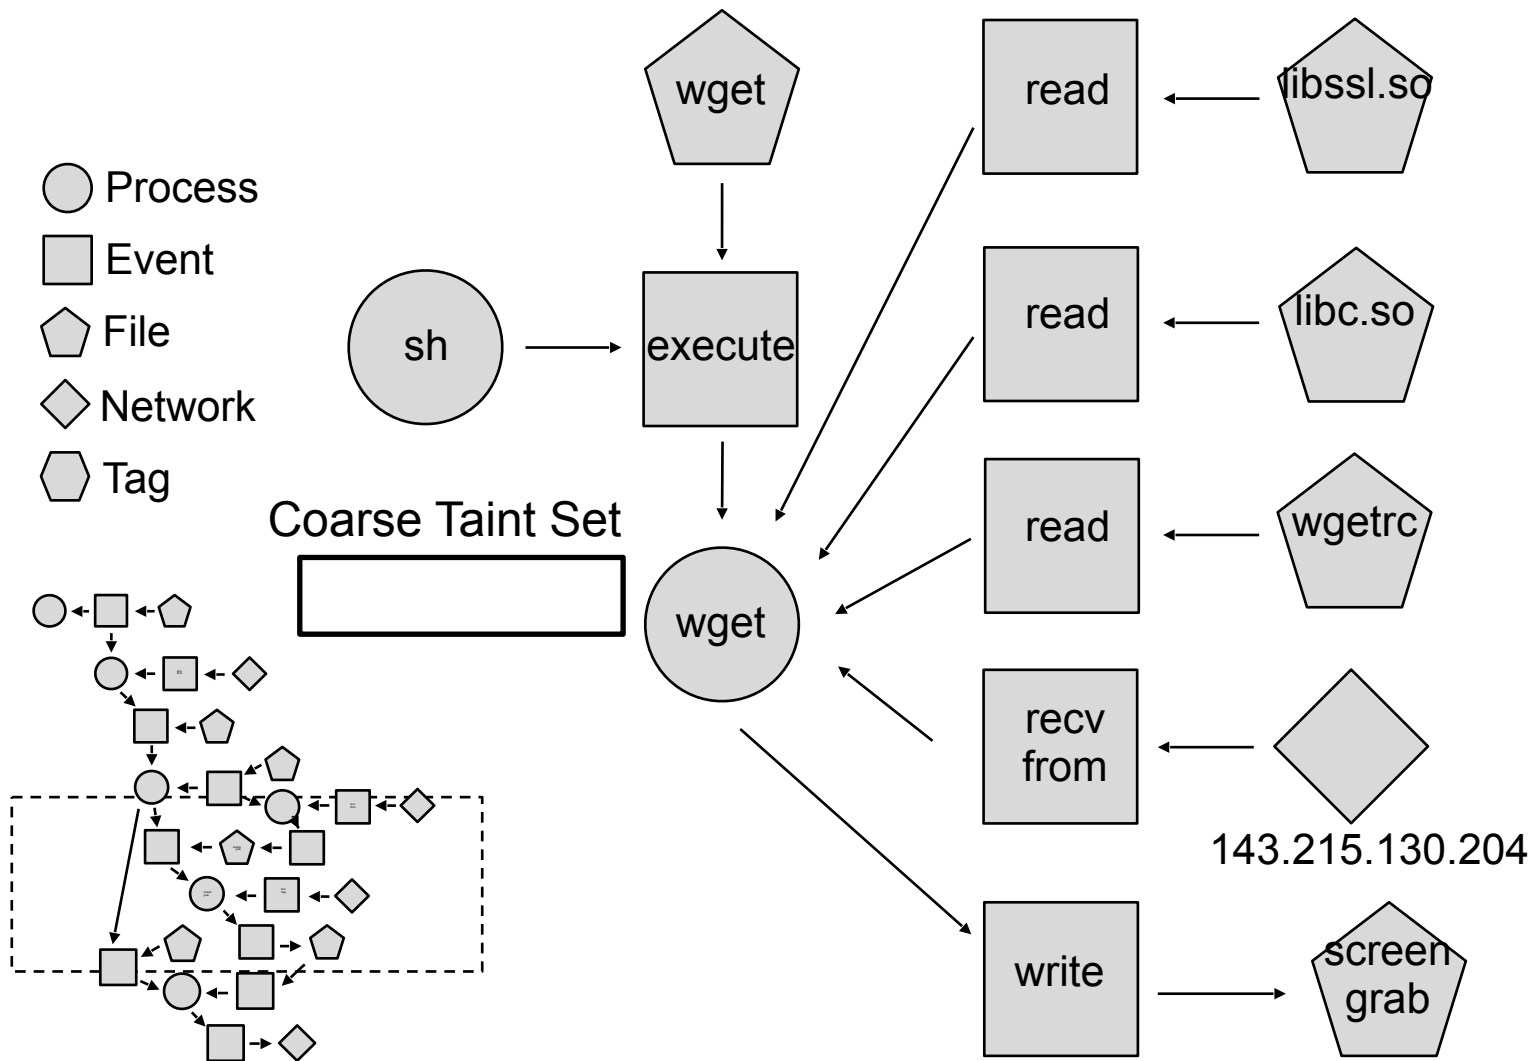 Process
Event
File
Network
Tag
wget
sh
execute
Coarse Taint Set
wget
read
libssl.so
read
libc.so
read
wgetrc
recv
from
143.215.130.204
write
screen
grab